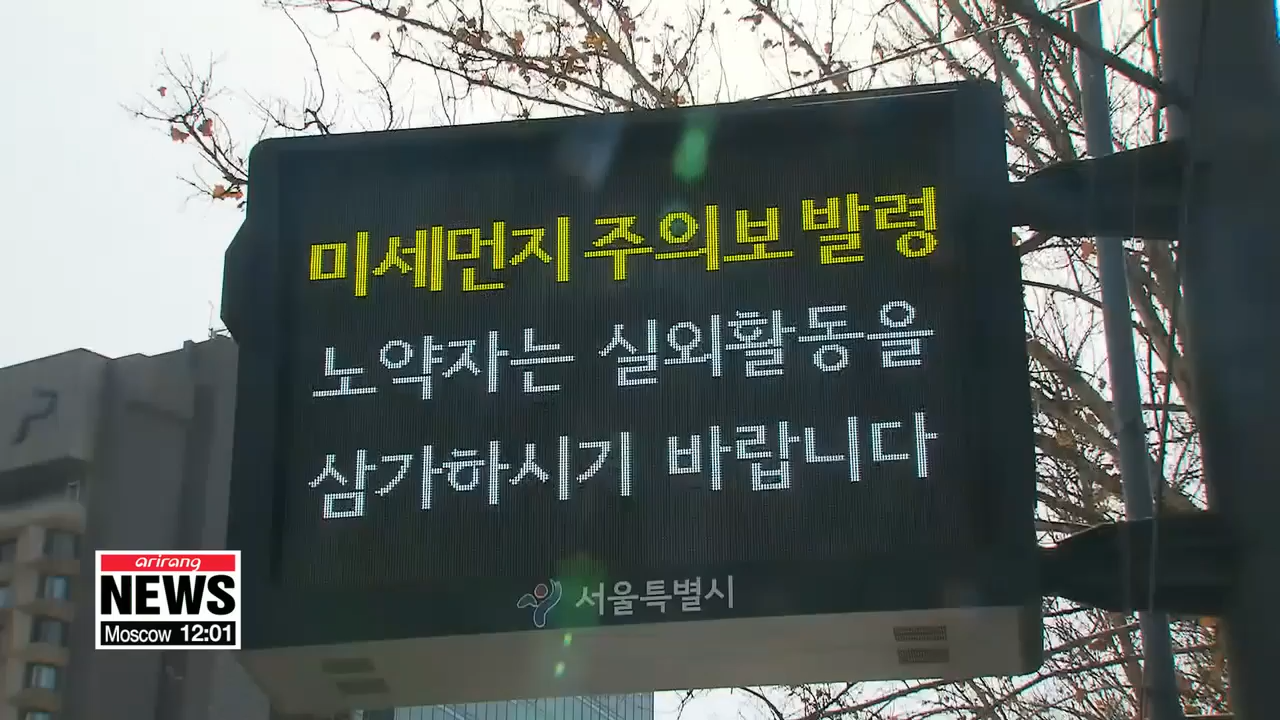 미세먼지 주의보 발령
노약자는 실외활동을
삼가하시기 바랍니다
서울특별시
arirang
NEWS
Moscow 12:01